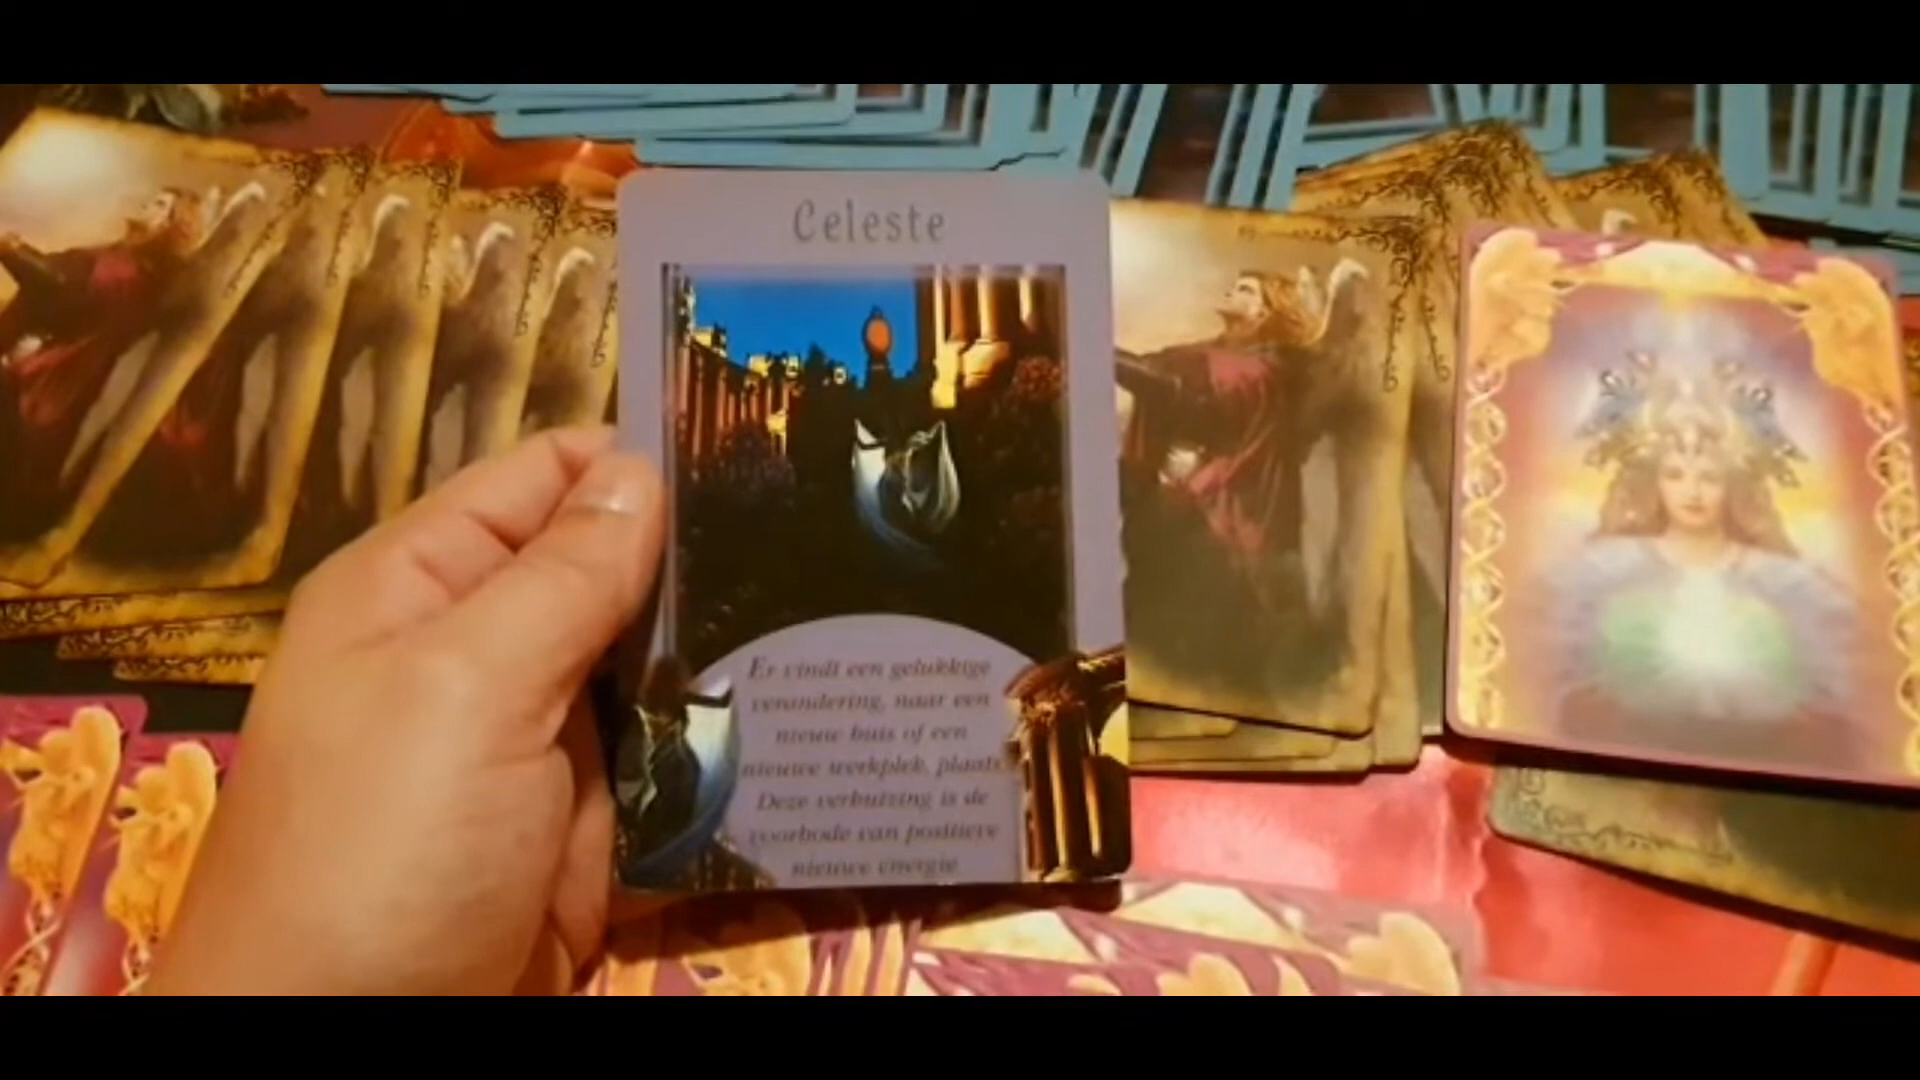 Celeste
Er vindt een gelukkige
verandering, naar een
nieuw huis of een
nieuwe werkplek, plaats
Deze verhuizing is de
voorbode van positieve
nieuwe energie